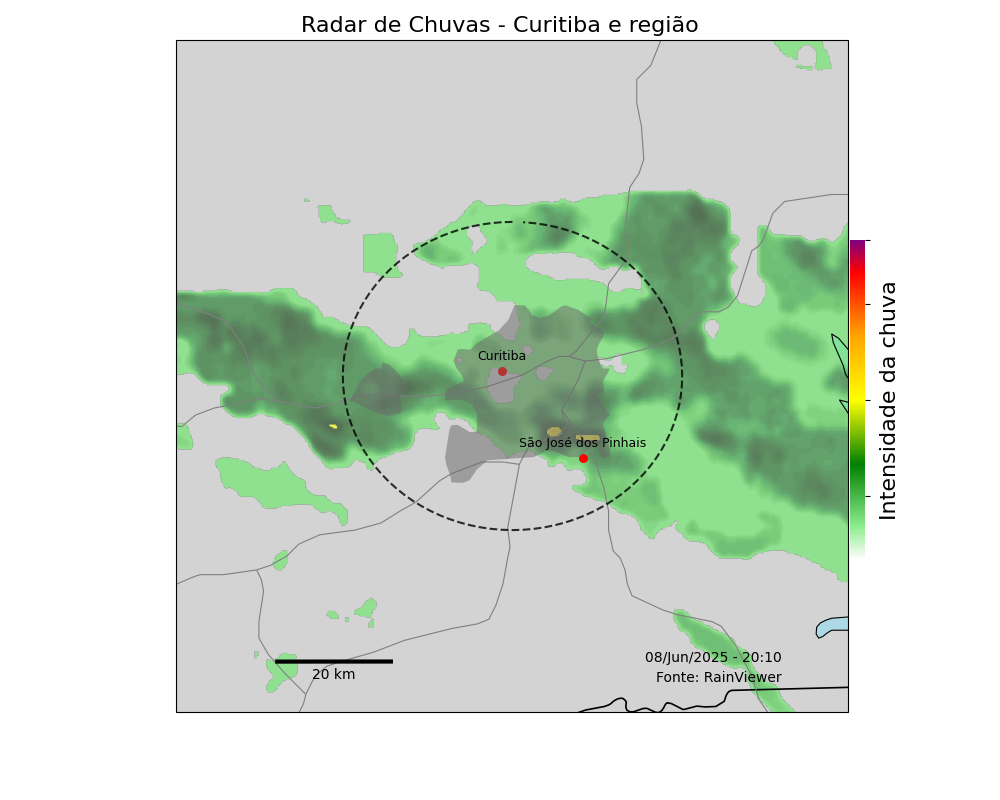 Radar de Chuvas - Curitiba e região
Curitiba
São José dos Pinhais
Intensidade da chuva
08/Jun/2025 - 20:10
20 km
Fonte: RainViewer